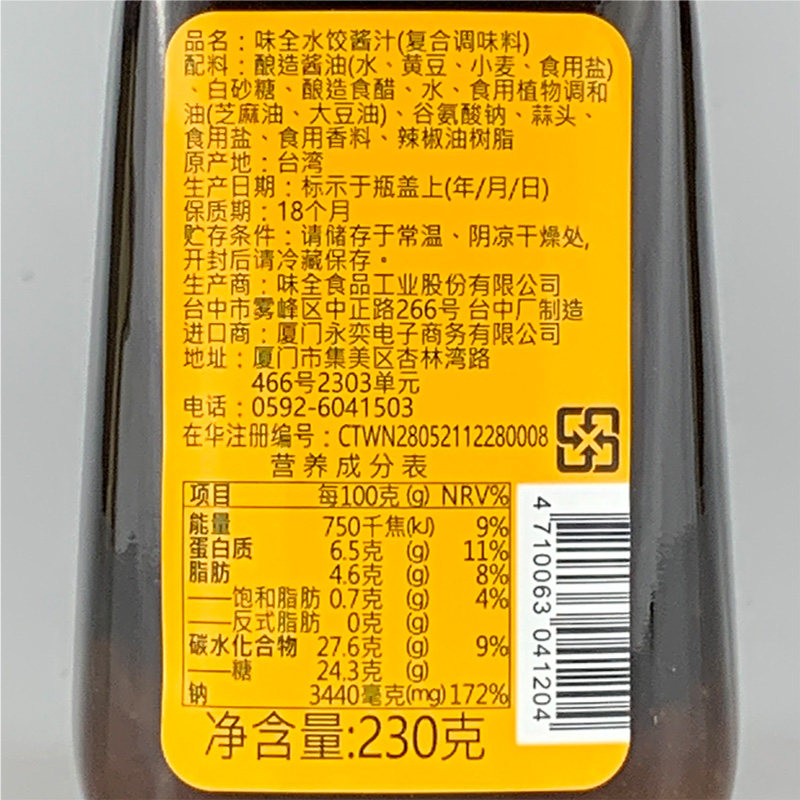 品名：味全水饺酱汁(复合调味料)
配料：酿造酱油(水、黄豆、小麦、食用盐)
、白砂糖、酿造食醋、水、食用植物调和
油(芝麻油、大豆油)、谷氨酸钠、蒜头、
食用盐、食用香料、辣椒油树脂
原产地：台湾
生产日期：标示于瓶盖上(年/月/日)
保质期：18个月
贮存条件：请储存于常温、阴凉干燥处,
开封后请冷藏保存。
生产商：味全食品工业股份有限公司
台中市雾峰区中正路266号 台中厂制造
进口商：厦门永奕电子商务有限公司
地址：厦门市集美区杏林湾路
466号2303单元
电话：0592-6041503
在华注册编号：CTWN28052112280008
营养成分表
项目 每100克(g) NRV%
能量 750千焦(kJ) 9%
蛋白质 6.5克 (g) 11%
脂肪 4.6克 (g) 8%
——饱和脂肪 0.7克 (g) 4%
——反式脂肪 0克 (g)
碳水化合物 27.6克 (g) 9%
——糖 24.3克 (g)
钠 3440毫克(mg) 172%
净含量:230克
4 710063 041204